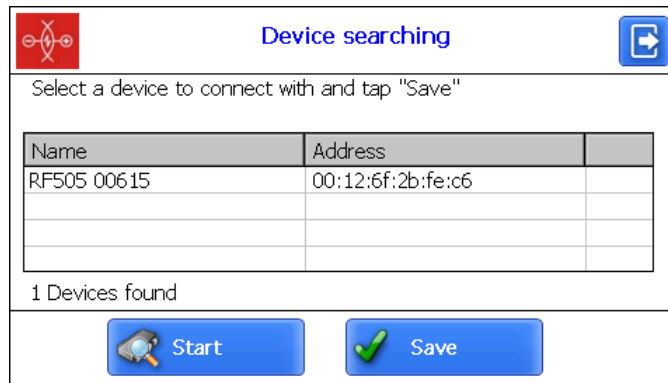 Device searching
Select a device to connect with and tap "Save"
Name Address
RF505 00615 00:12:6f:2b:fe:c6
1 Devices found
Start Save